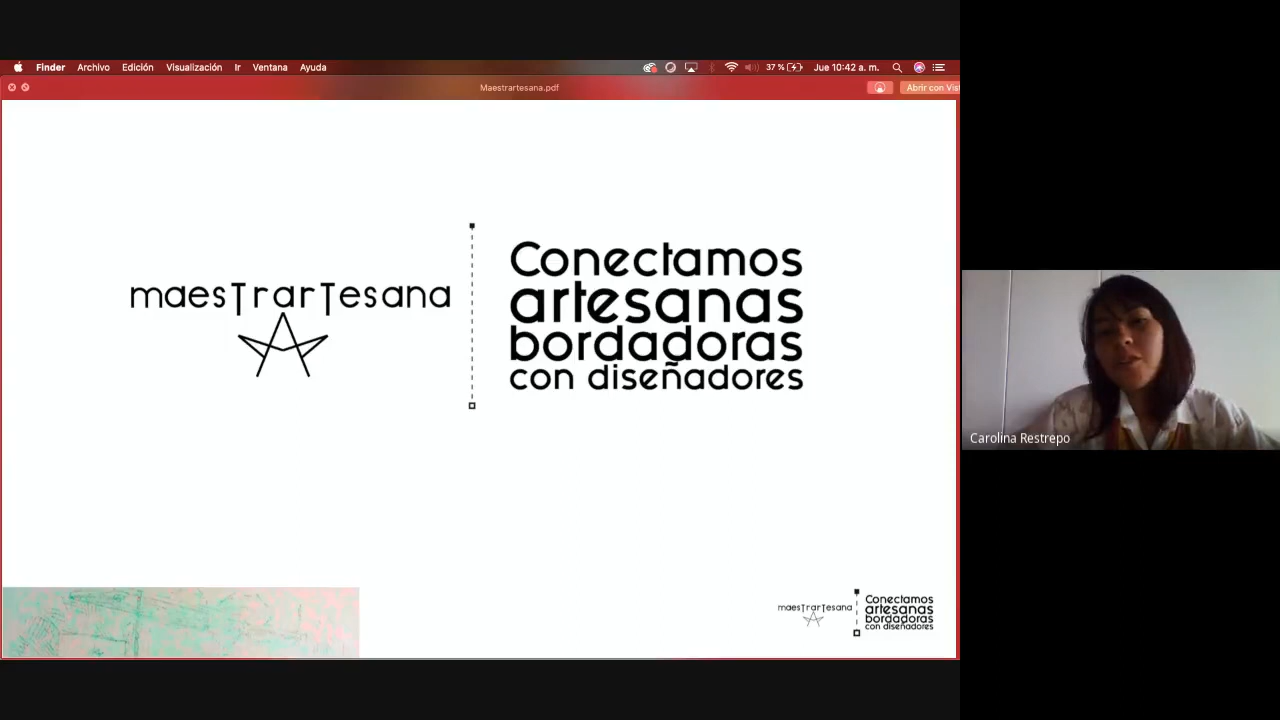 Finder Archivo Edición Visualización Ir Ventana Ayuda 37 % Jue 10:42 a. m.
Maestrartesana.pdf
Abrir con Vist
maesTrarTesana
Conectamos
artesanas
bordadoras
con diseñadores
Carolina Restrepo
maesTrarTesana
Conectamos
artesanas
bordadoras
con diseñadores